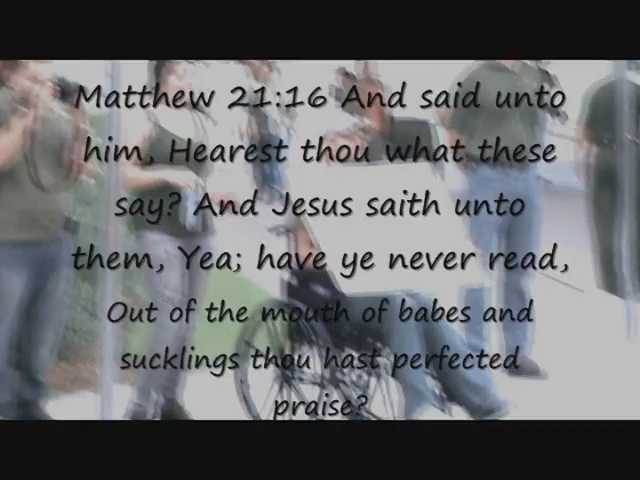 Matthew 21:16 And said unto
him, Hearest thou what these
say? And Jesus saith unto
them, Yea; have ye never read,
Out of the mouth of babes and
sucklings thou hast perfected
praise?